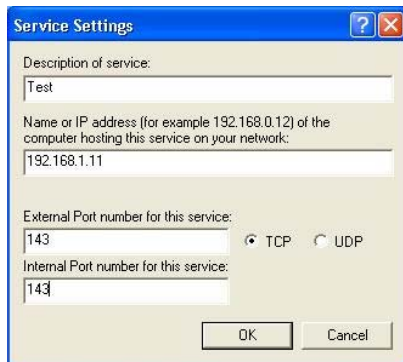 Service Settings
Description of service:
Test
Name or IP address (for example 192.168.0.12) of the
computer hosting this service on your network:
192.168.1.11
External Port number for this service:
143
TCP
UDP
Internal Port number for this service:
143
OK
Cancel